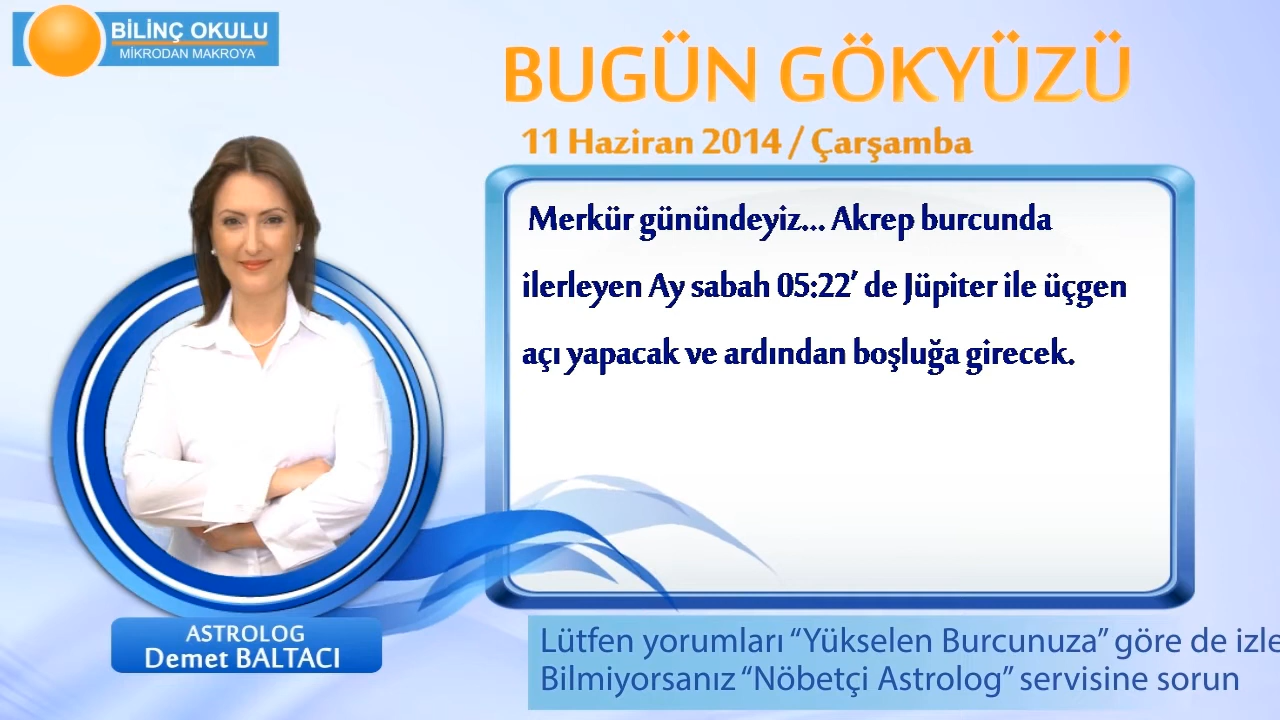 BİLİNÇ OKULU
MİKRODAN MAKROYA
BUGÜN GÖKYÜZÜ
11 Haziran 2014 / Çarşamba
Merkür günündeyiz... Akrep burcunda
ilerleyen Ay sabah 05:22’ de Jüpiter ile üçgen
açı yapacak ve ardından boşluğa girecek.
ASTROLOG
Demet BALTACI
Lütfen yorumları “Yükselen Burcunuza” göre de izle
Bilmiyorsanız “Nöbetçi Astrolog” servisine sorun